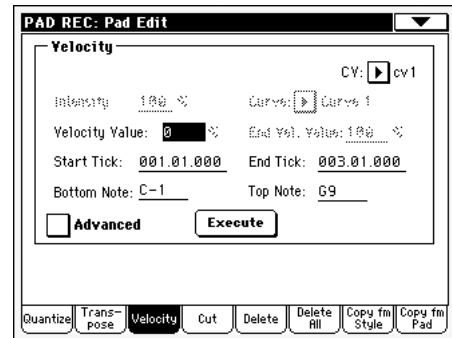 PAD REC: Pad Edit
Velocity
CV: cv1
Intensity 100 % Curve: Curve 1
Velocity Value: 0 % End Vel. Value: 100 %
Start Tick: 001.01.000 End Tick: 003.01.000
Bottom Note: C-1 Top Note: G9
Advanced Execute
Quantize Trans-pose Velocity Cut Delete Delete All Copy fm Style Copy fm Pad